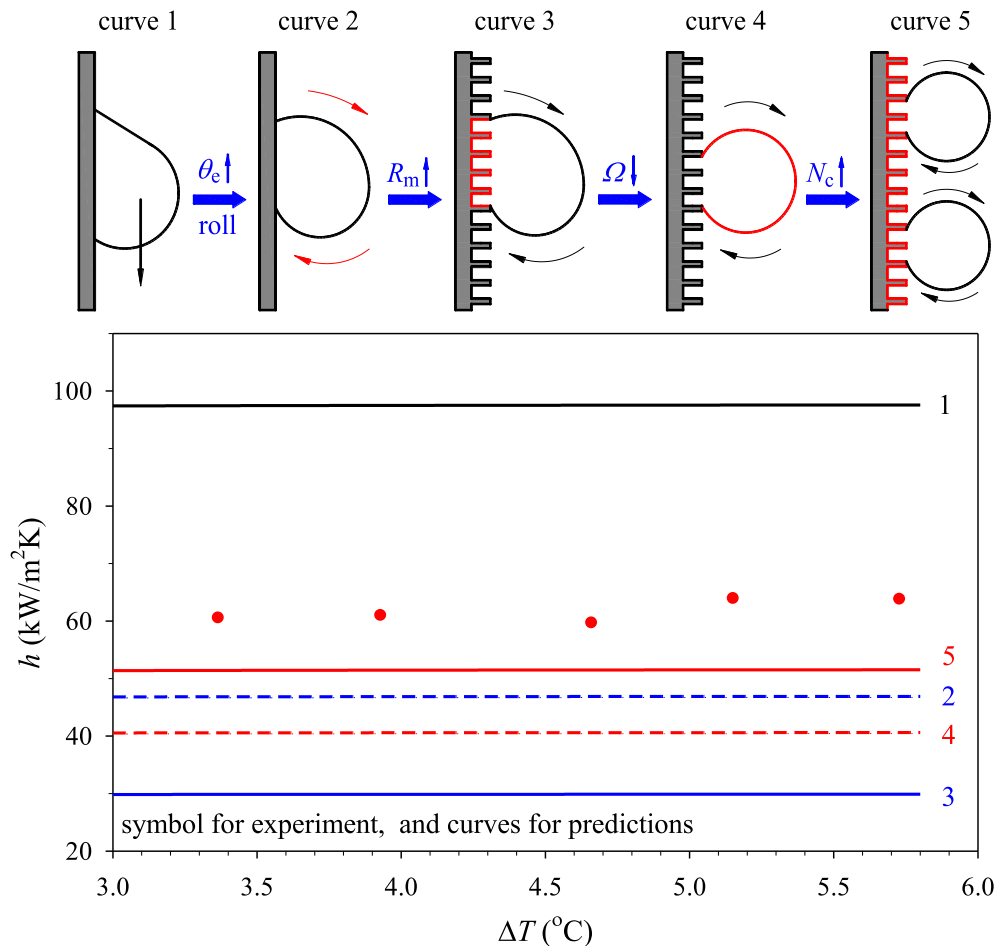 curve 1 curve 2 curve 3 curve 4 curve 5
θe Rm Ω Nc
roll
100
80
60
40
20
h (kW/m²K)
1
5
2
4
3
symbol for experiment, and curves for predictions
3.0 3.5 4.0 4.5 5.0 5.5 6.0
ΔT (°C)